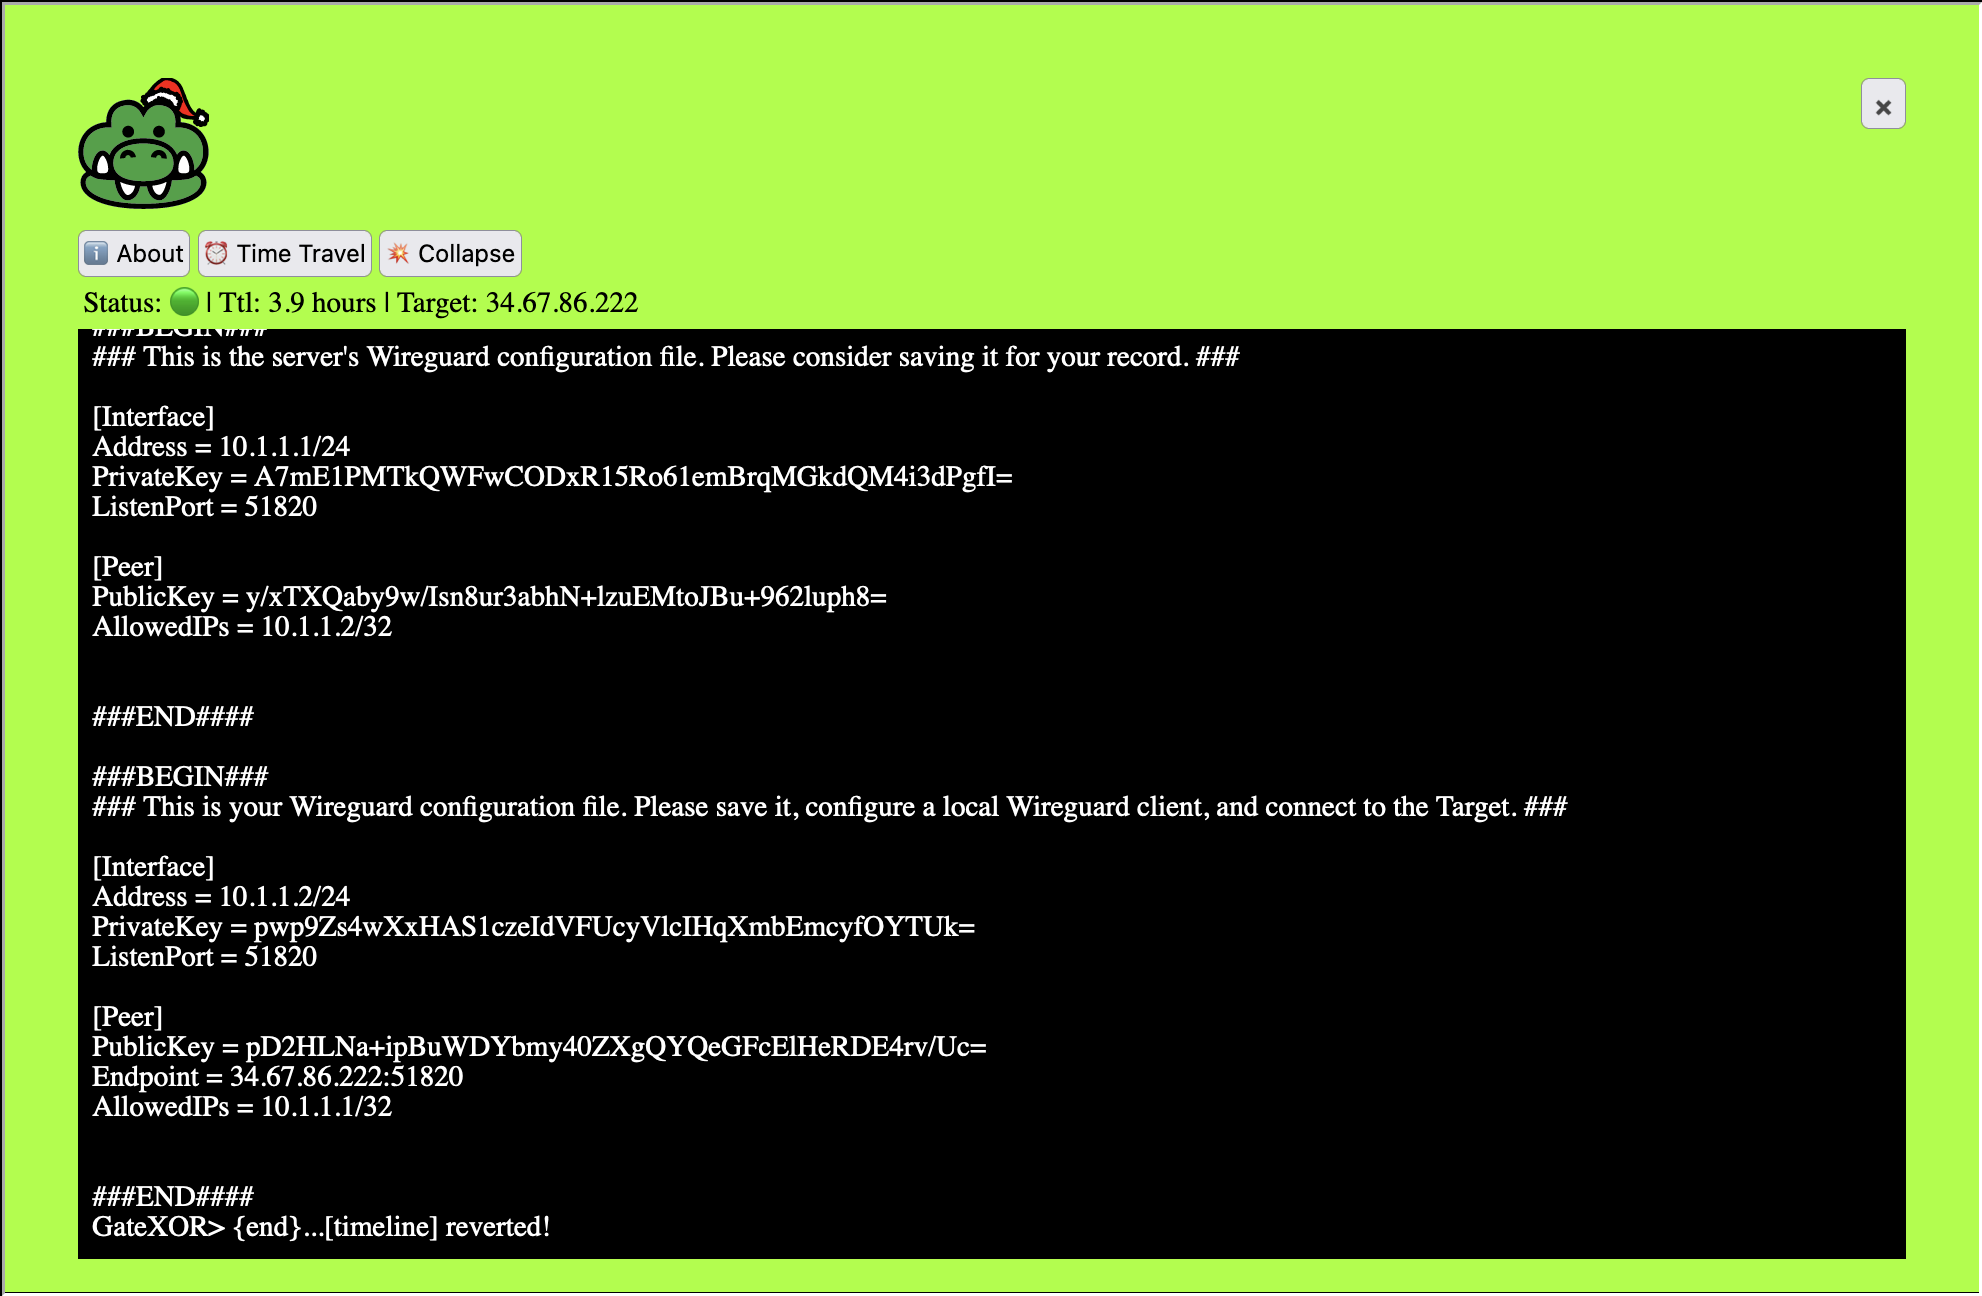 ×
About
Time Travel
Collapse
Status: | Ttl: 3.9 hours | Target: 34.67.86.222
###BEGIN###
### This is the server's Wireguard configuration file. Please consider saving it for your record. ###
[Interface]
Address = 10.1.1.1/24
PrivateKey = A7mE1PMTkQWFwCODxR15Ro61emBrqMGkdQM4i3dPgfI=
ListenPort = 51820
[Peer]
PublicKey = y/xTXQaby9w/Isn8ur3abhN+lzuEMtoJBu+962luph8=
AllowedIPs = 10.1.1.2/32
###END####
###BEGIN###
### This is your Wireguard configuration file. Please save it, configure a local Wireguard client, and connect to the Target. ###
[Interface]
Address = 10.1.1.2/24
PrivateKey = pwp9Zs4wXxHAS1czeIdVFUcyVlcIHqXmbEmcyfOYTUk=
ListenPort = 51820
[Peer]
PublicKey = pD2HLNa+ipBuWDYbmy40ZXgQYQeGFcElHeRDE4rv/Uc=
Endpoint = 34.67.86.222:51820
AllowedIPs = 10.1.1.1/32
###END####
GateXOR> {end}...[timeline] reverted!